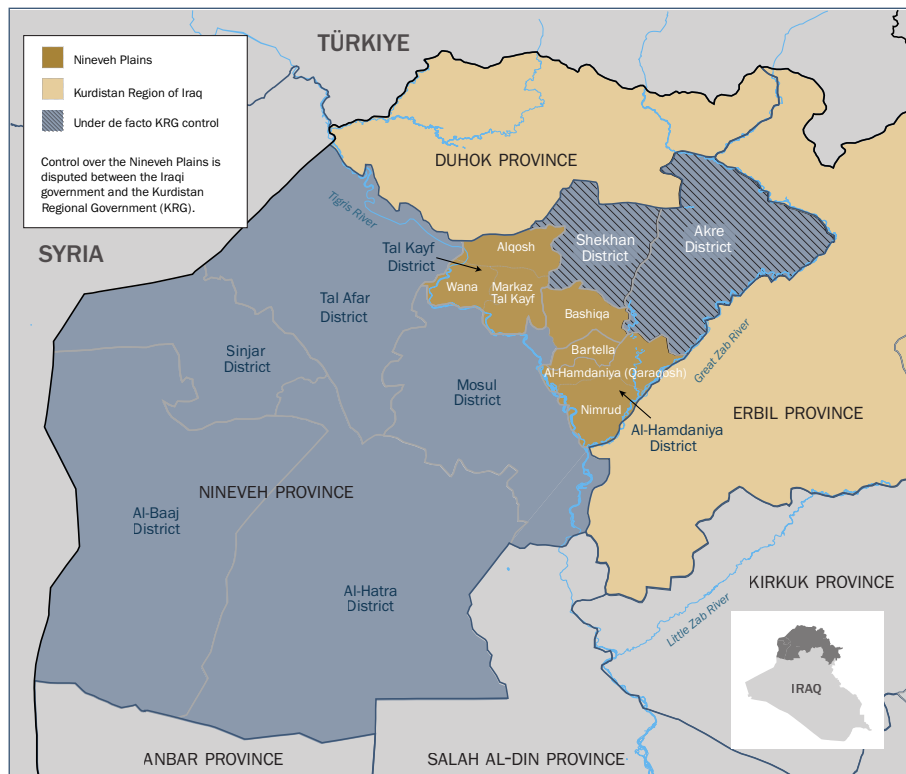 TÜRKIYE
Nineveh Plains
Kurdistan Region of Iraq
Under de facto KRG control
Control over the Nineveh Plains is
disputed between the Iraqi
government and the Kurdistan
Regional Government (KRG).
SYRIA
DUHOK PROVINCE
Tigris River
Tal Kayf
District
Alqosh
Wana
Markaz
Tal Kayf
Shekhan
District
Akre
District
Tal Afar
District
Bashiqa
Sinjar
District
Bartella
Great Zab River
Mosul
District
Al-Hamdaniya (Qaraqosh)
Nimrud
ERBIL PROVINCE
Al-Hamdaniya
District
NINEVEH PROVINCE
Al-Baaj
District
Al-Hatra
District
KIRKUK PROVINCE
Little Zab River
IRAQ
ANBAR PROVINCE
SALAH AL-DIN PROVINCE